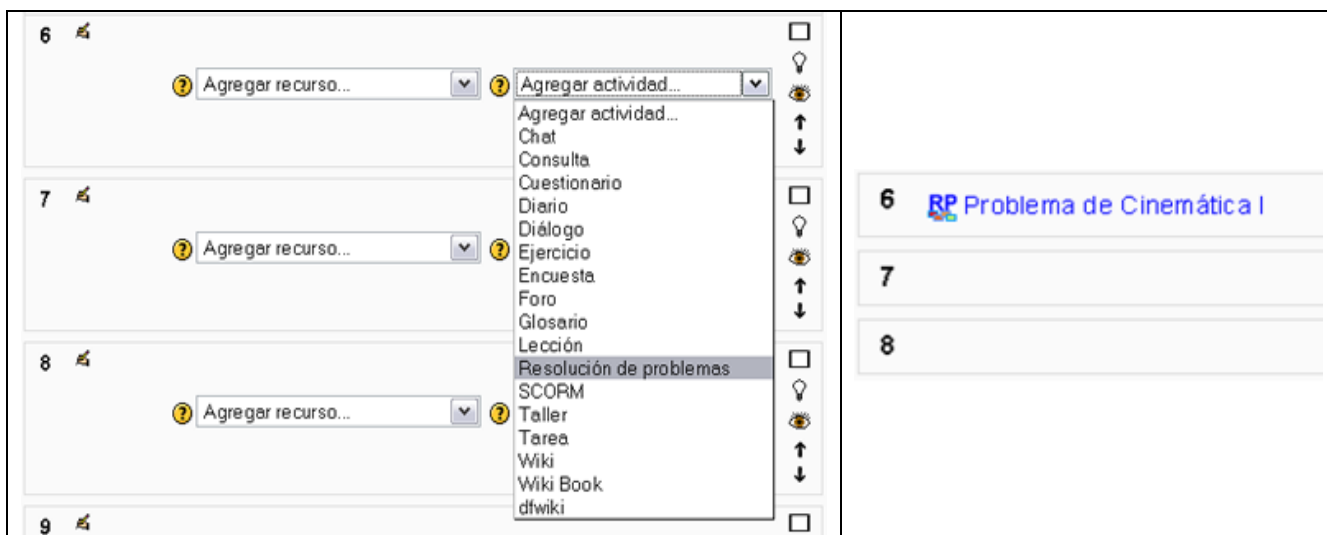 6
Agregar recurso...
Agregar actividad...
Agregar actividad...
Chat
Consulta
Cuestionario
Diario
Diálogo
Ejercicio
Encuesta
Foro
Glosario
Lección
Resolución de problemas
SCORM
Taller
Tarea
Wiki
Wiki Book
dfwiki
7
Agregar recurso...
8
Agregar recurso...
9
6 RP Problema de Cinemática I
7
8